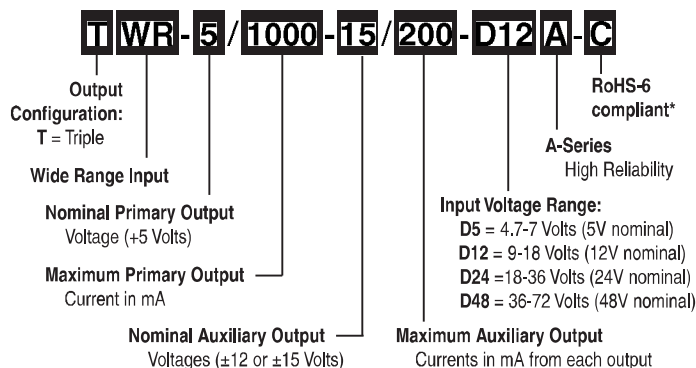 TWR-5/1000-15/200-D12A-C
Output
Configuration:
T = Triple
Wide Range Input
Nominal Primary Output
Voltage (+5 Volts)
Maximum Primary Output
Current in mA
Nominal Auxiliary Output
Voltages (±12 or ±15 Volts)
Maximum Auxiliary Output
Currents in mA from each output
Input Voltage Range:
D5 = 4.7-7 Volts (5V nominal)
D12 = 9-18 Volts (12V nominal)
D24 =18-36 Volts (24V nominal)
D48 = 36-72 Volts (48V nominal)
A-Series
High Reliability
RoHS-6
compliant*